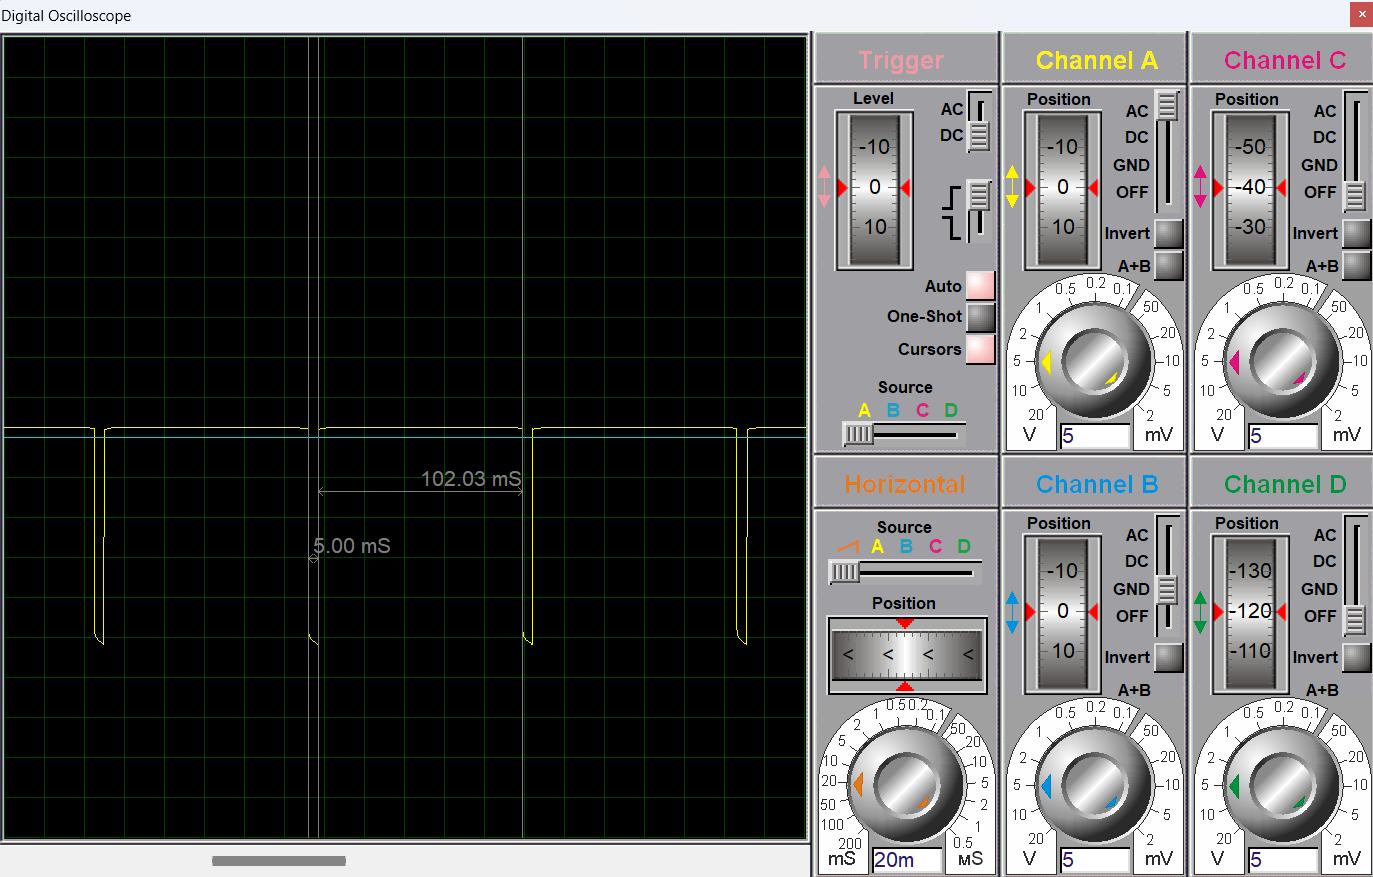 Digital Oscilloscope
102.03 mS
5.00 mS
Trigger
Level
AC
DC
-10
0
10
Auto
One-Shot
Cursors
Source
A B C D
Channel A
Position
AC
DC
GND
OFF
-10
0
10
Invert
A+B
20 10 5 2 1 0.5 0.2 0.1 50 20 10 5 2
V
5
mV
Channel C
Position
AC
DC
GND
OFF
-50
-40
-30
Invert
A+B
20 10 5 2 1 0.5 0.2 0.1 50 20 10 5 2
V
5
mV
Horizontal
Source
A B C D
Position
< < < <
200 100 50 20 10 5 2 1 0.5 0.2 0.1 50 20 10 5 2 1 0.5
mS
20m
мS
Channel B
Position
AC
DC
GND
OFF
-10
0
10
Invert
A+B
20 10 5 2 1 0.5 0.2 0.1 50 20 10 5 2
V
5
mV
Channel D
Position
AC
DC
GND
OFF
-130
-120
-110
Invert
A+B
20 10 5 2 1 0.5 0.2 0.1 50 20 10 5 2
V
5
mV